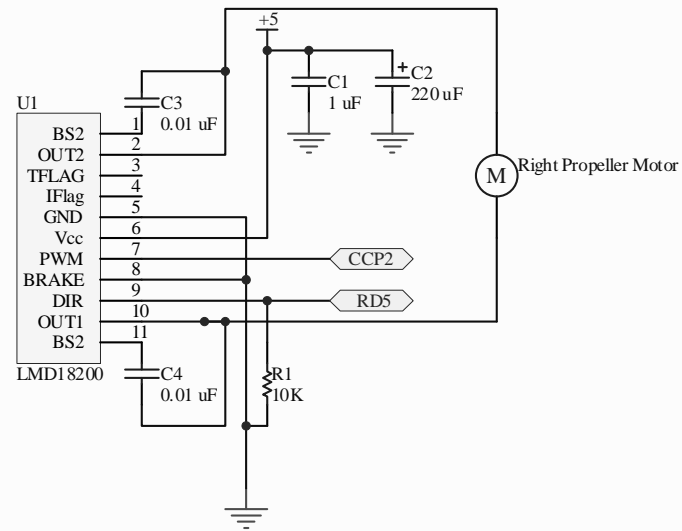 +5
C1
1 uF
C2
220 uF
U1
C3
0.01 uF
BS2 1
OUT2 2
TFLAG 3
IFlag 4
GND 5
Vcc 6
PWM 7
BRAKE 8
DIR 9
OUT1 10
BS2 11
LMD18200
CCP2
RD5
M
Right Propeller Motor
C4
0.01 uF
R1
10K
+